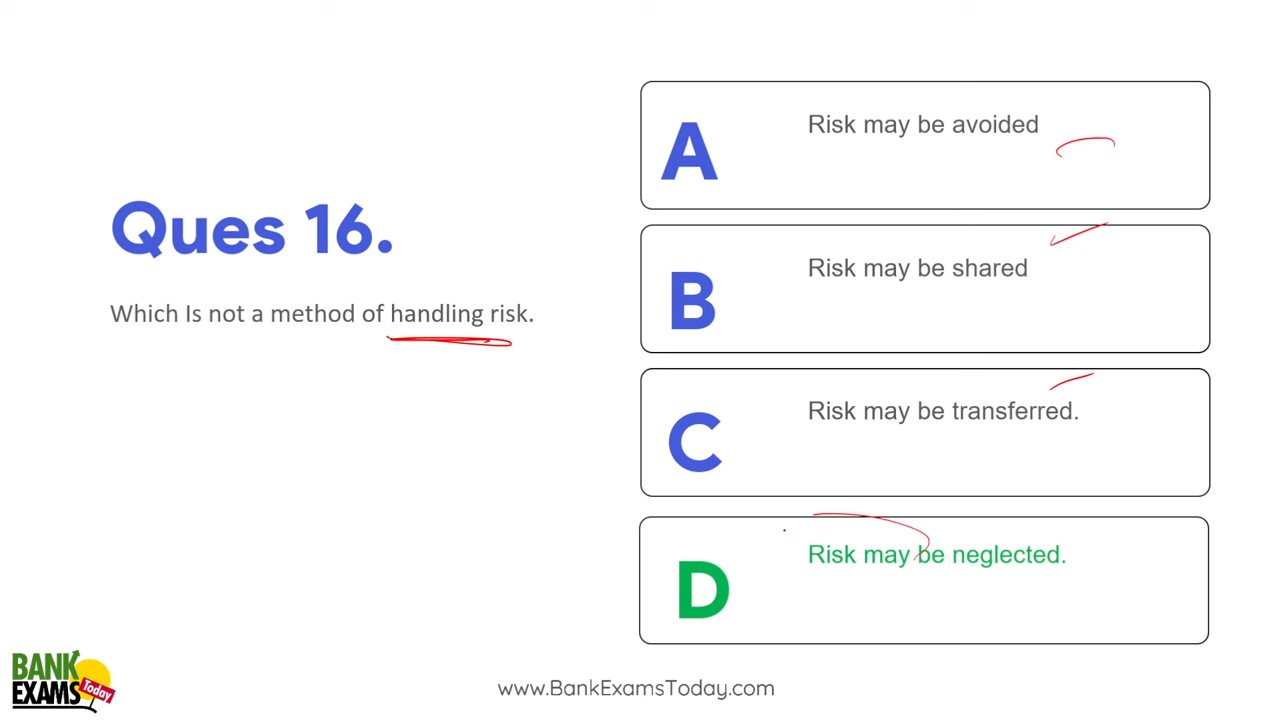 Ques 16.
Which Is not a method of handling risk.
A
Risk may be avoided
B
Risk may be shared
C
Risk may be transferred.
D
Risk may be neglected.
BANK
EXAMS
Today
www.BankExamsToday.com